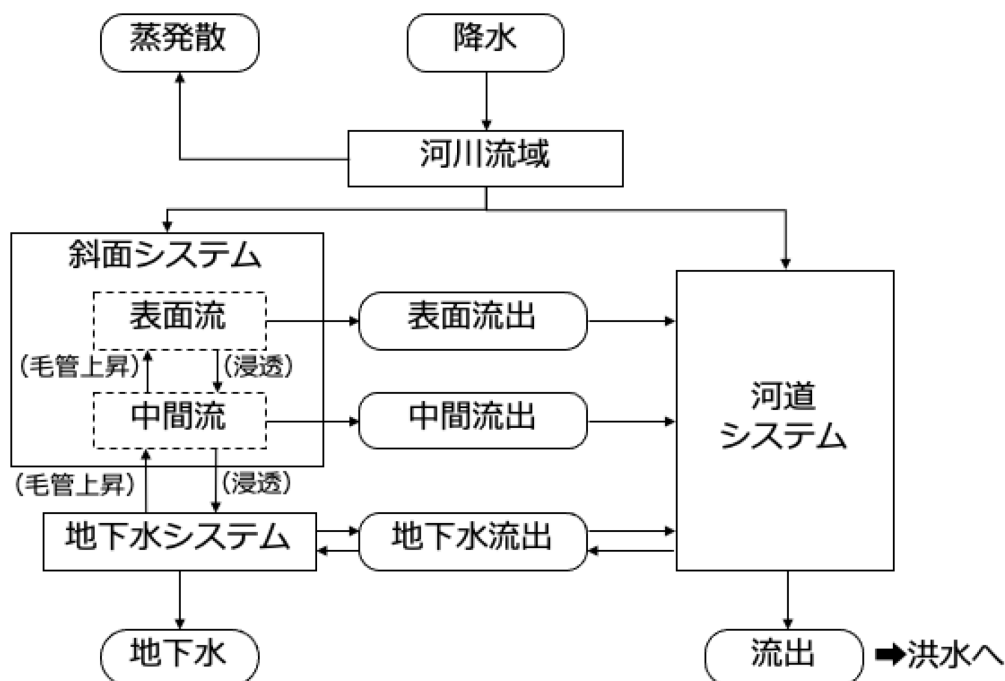 蒸発散
降水
河川流域
斜面システム
表面流
表面流出
(毛管上昇)
(浸透)
中間流
中間流出
河道
システム
(毛管上昇)
(浸透)
地下水システム
地下水流出
地下水
流出
➡洪水へ